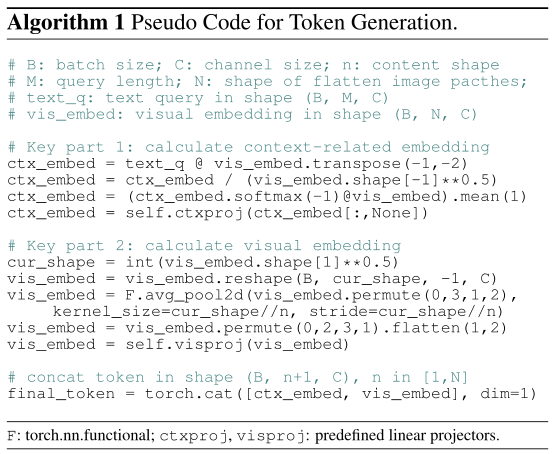 Algorithm 1 Pseudo Code for Token Generation.
# B: batch size; C: channel size; n: content shape
# M: query length; N: shape of flatten image pacthes;
# text_q: text query in shape (B, M, C)
# vis_embed: visual embedding in shape (B, N, C)
# Key part 1: calculate context-related embedding
ctx_embed = text_q @ vis_embed.transpose(-1,-2)
ctx_embed = ctx_embed / (vis_embed.shape[-1]**0.5)
ctx_embed = (ctx_embed.softmax(-1)@vis_embed).mean(1)
ctx_embed = self.ctxproj(ctx_embed[:,None])
# Key part 2: calculate visual embedding
cur_shape = int(vis_embed.shape[1]**0.5)
vis_embed = vis_embed.reshape(B, cur_shape, -1, C)
vis_embed = F.avg_pool2d(vis_embed.permute(0,3,1,2),
kernel_size=cur_shape//n, stride=cur_shape//n)
vis_embed = vis_embed.permute(0,2,3,1).flatten(1,2)
vis_embed = self.visproj(vis_embed)
# concat token in shape (B, n+1, C), n in [1,N]
final_token = torch.cat([ctx_embed, vis_embed], dim=1)
F: torch.nn.functional; ctxproj, visproj: predefined linear projectors.